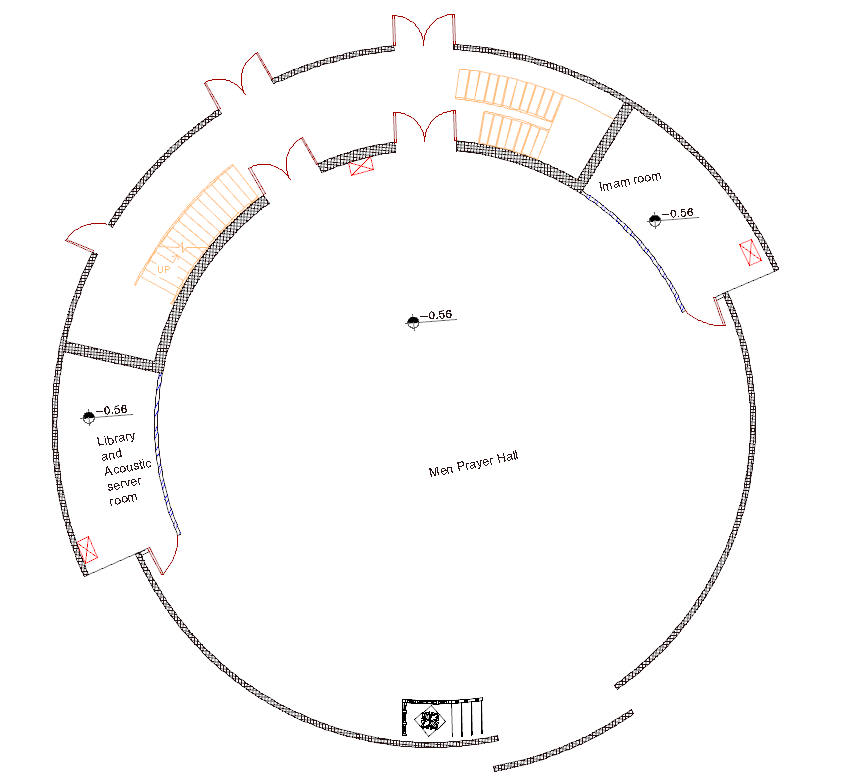 Imam room
-0.56
-0.56
UP
-0.56
Library
and
Acoustic
server
room
Men Prayer Hall